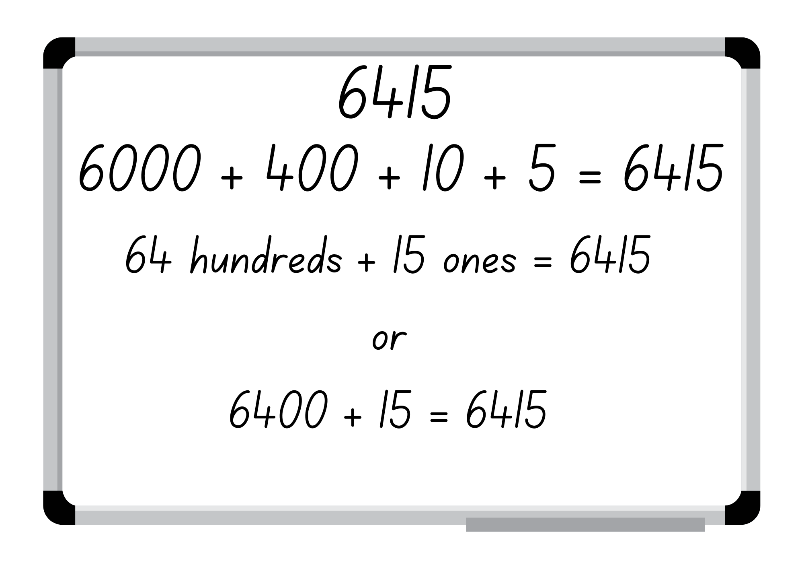 6415
6000 + 400 + 10 + 5 = 6415
64 hundreds + 15 ones = 6415
or
6400 + 15 = 6415